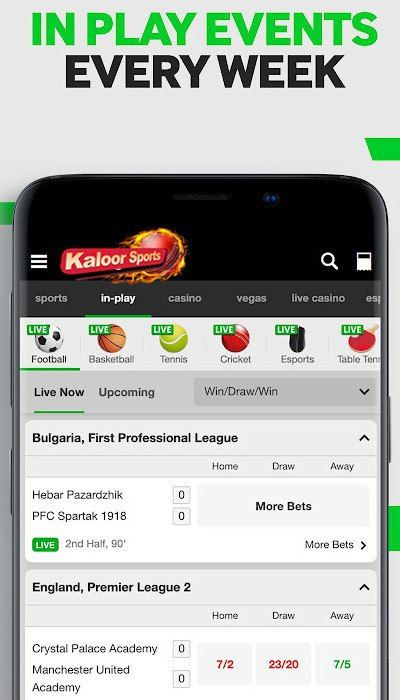 IN PLAY EVENTS
EVERY WEEK
Kaloor Sports
sports in-play casino vegas live casino esp
LIVE LIVE LIVE LIVE LIVE LIVE
Football Basketball Tennis Cricket Esports Table Tenn
Live Now Upcoming Win/Draw/Win
Bulgaria, First Professional League
Home Draw Away
Hebar Pazardzhik 0
More Bets
PFC Spartak 1918 0
LIVE 2nd Half, 90' More Bets
England, Premier League 2
Home Draw Away
Crystal Palace Academy 0
7/2 23/20 7/5
Manchester United 0
Academy